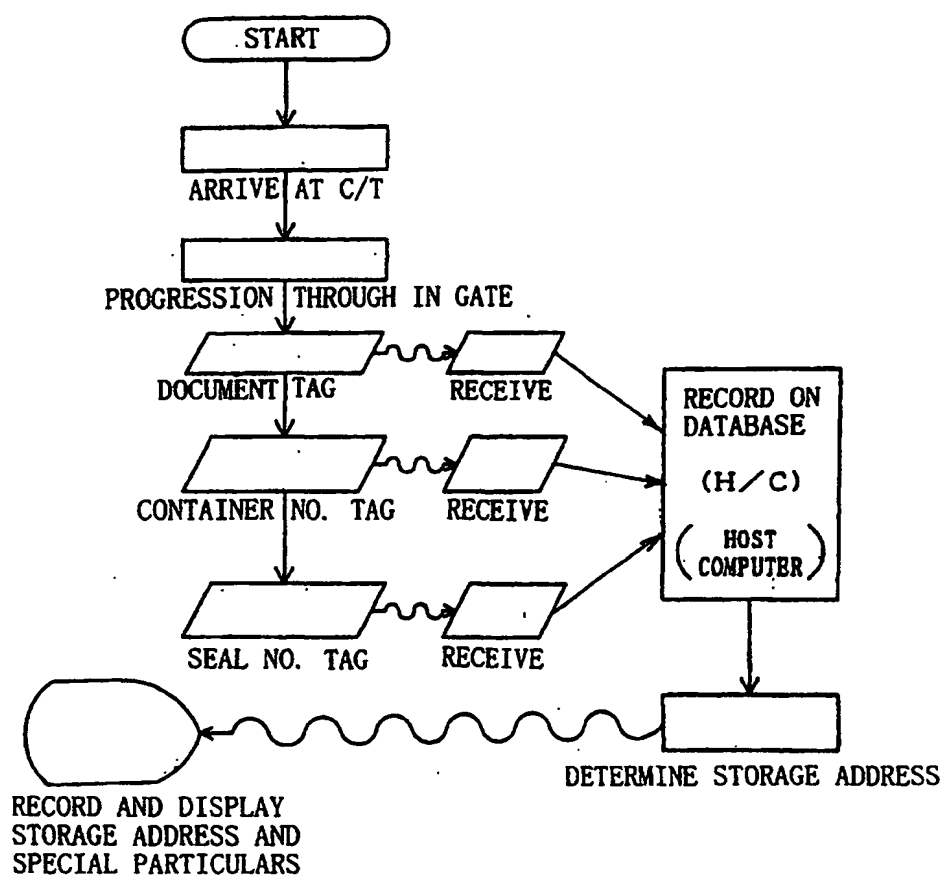 START
ARRIVE AT C/T
PROGRESSION THROUGH IN GATE
DOCUMENT TAG
RECEIVE
CONTAINER NO. TAG
RECEIVE
SEAL NO. TAG
RECEIVE
RECORD ON
DATABASE
(H/C)
(HOST
COMPUTER)
DETERMINE STORAGE ADDRESS
RECORD AND DISPLAY
STORAGE ADDRESS AND
SPECIAL PARTICULARS